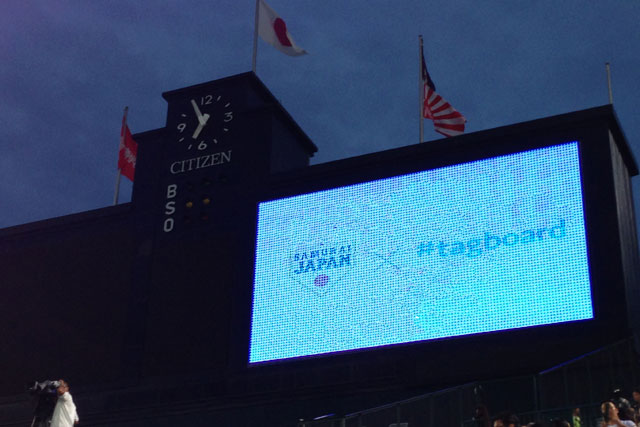 12
3
9
6
CITIZEN
B
S
O
SAMURAI
JAPAN
#tagboard